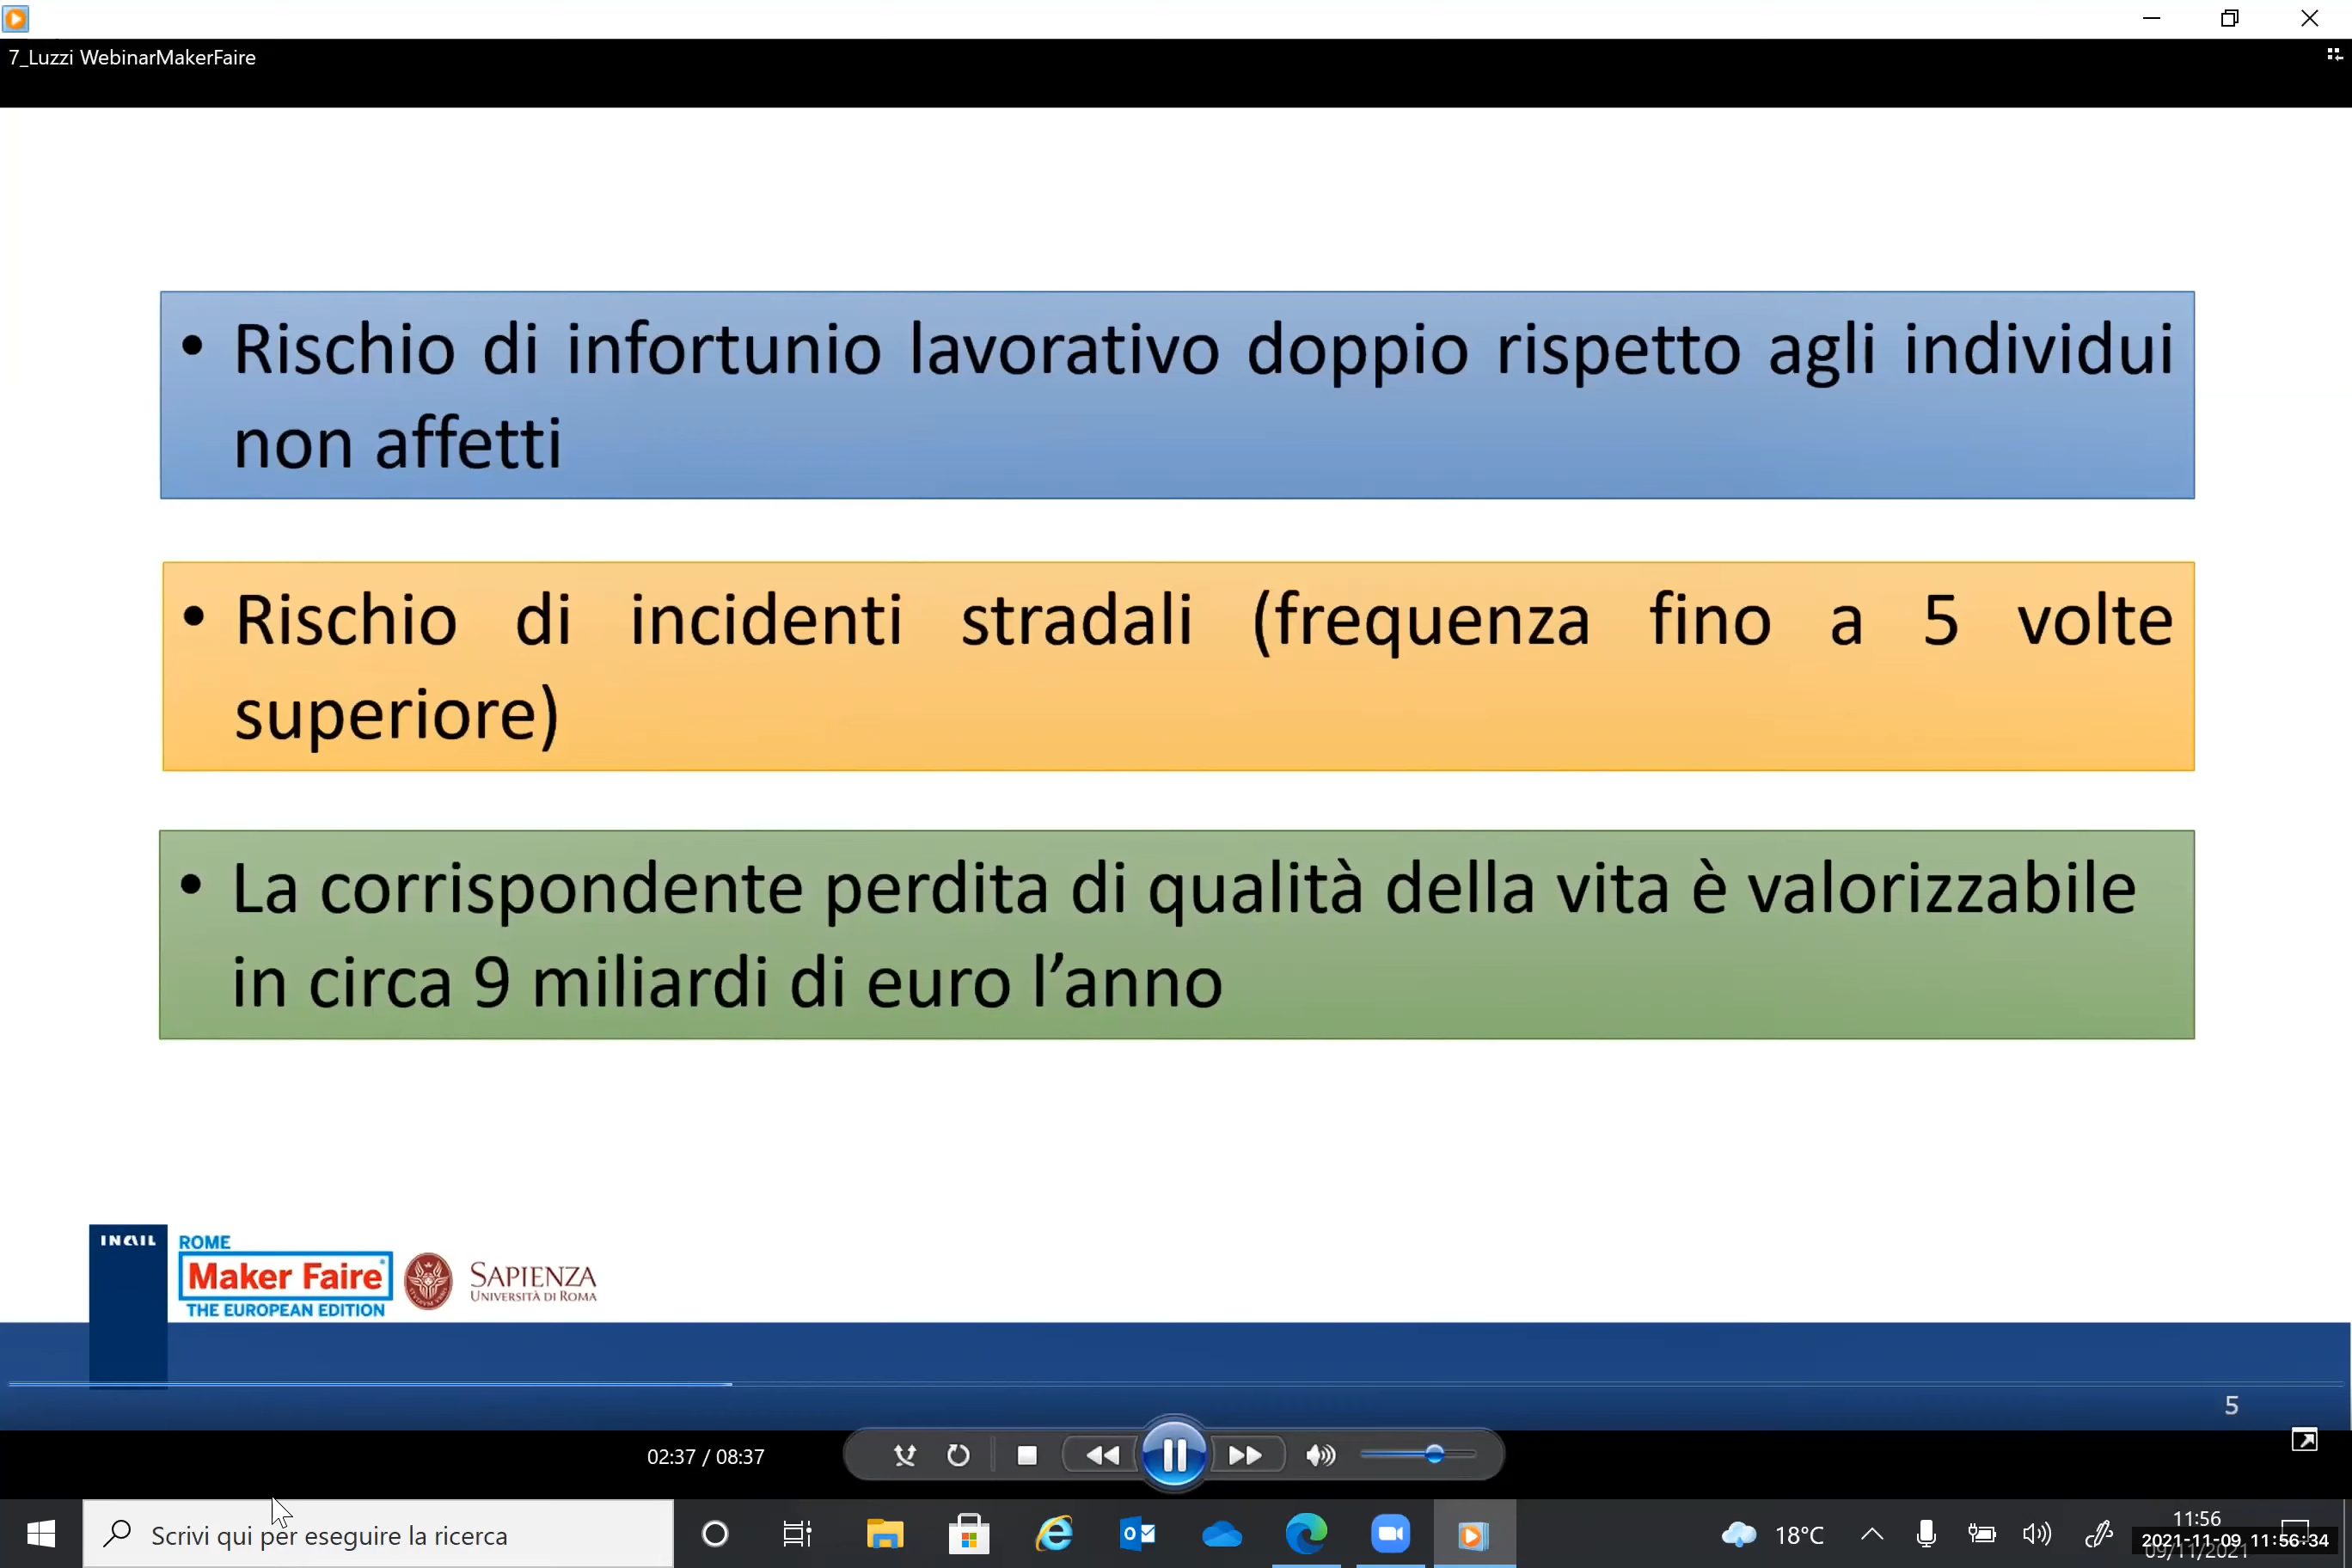 7_Luzzi WebinarMakerFaire
• Rischio di infortunio lavorativo doppio rispetto agli individui
non affetti
• Rischio di incidenti stradali (frequenza fino a 5 volte
superiore)
• La corrispondente perdita di qualità della vita è valorizzabile
in circa 9 miliardi di euro l’anno
INAIL
ROME
Maker Faire
THE EUROPEAN EDITION
SAPIENZA
UNIVERSITÀ DI ROMA
5
02:37 / 08:37
Scrivi qui per eseguire la ricerca
18°C
11:56
2021-11-09 11:56:34
09/11/2021